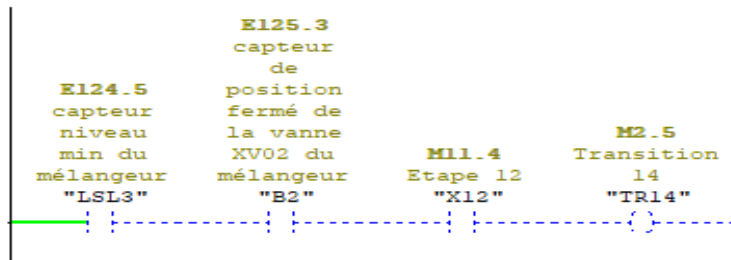 E124.5
capteur
niveau
min du
mélangeur
"LSL3"
E125.3
capteur
de
position
fermé de
la vanne
XV02 du
mélangeur
"B2"
M11.4
Etape 12
"X12"
M2.5
Transition
14
"TR14"